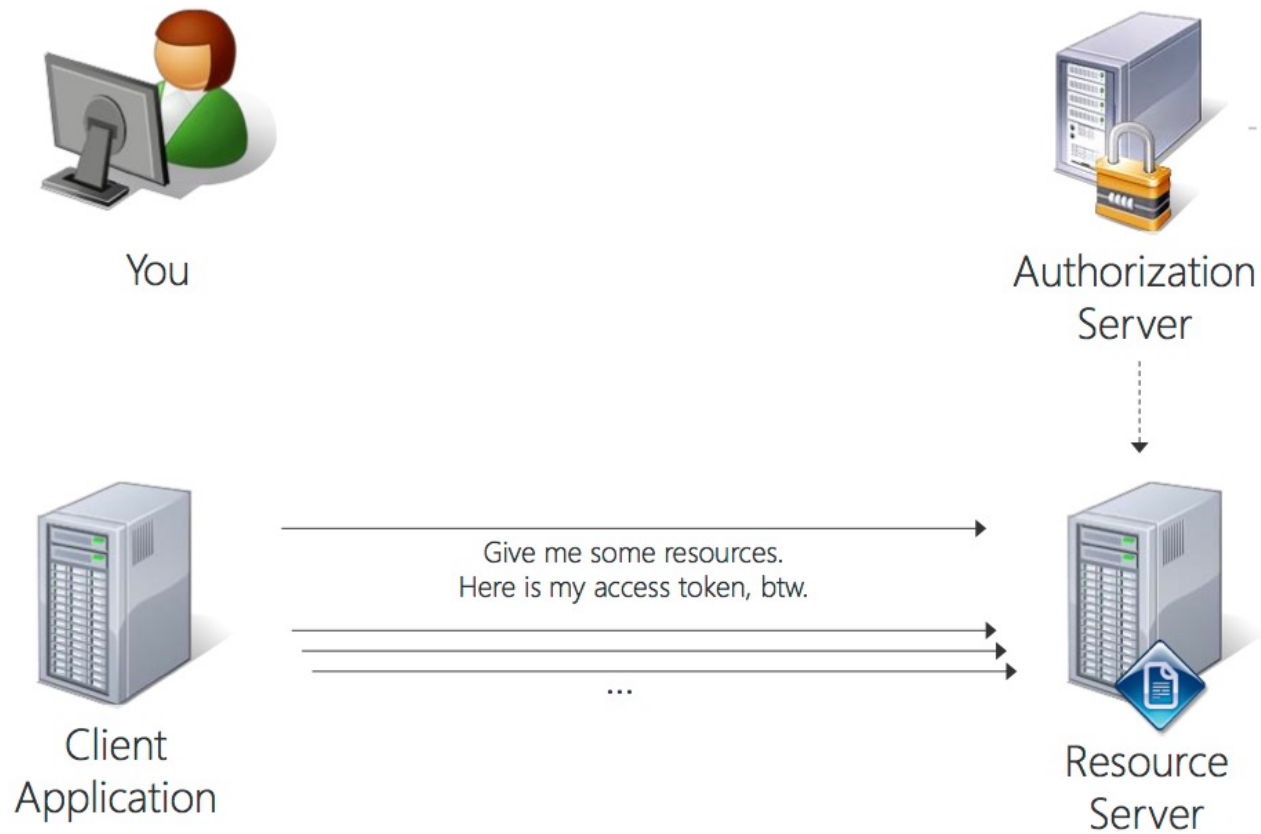 You
Authorization
Server
Give me some resources.
Here is my access token, btw.
...
Client
Application
Resource
Server